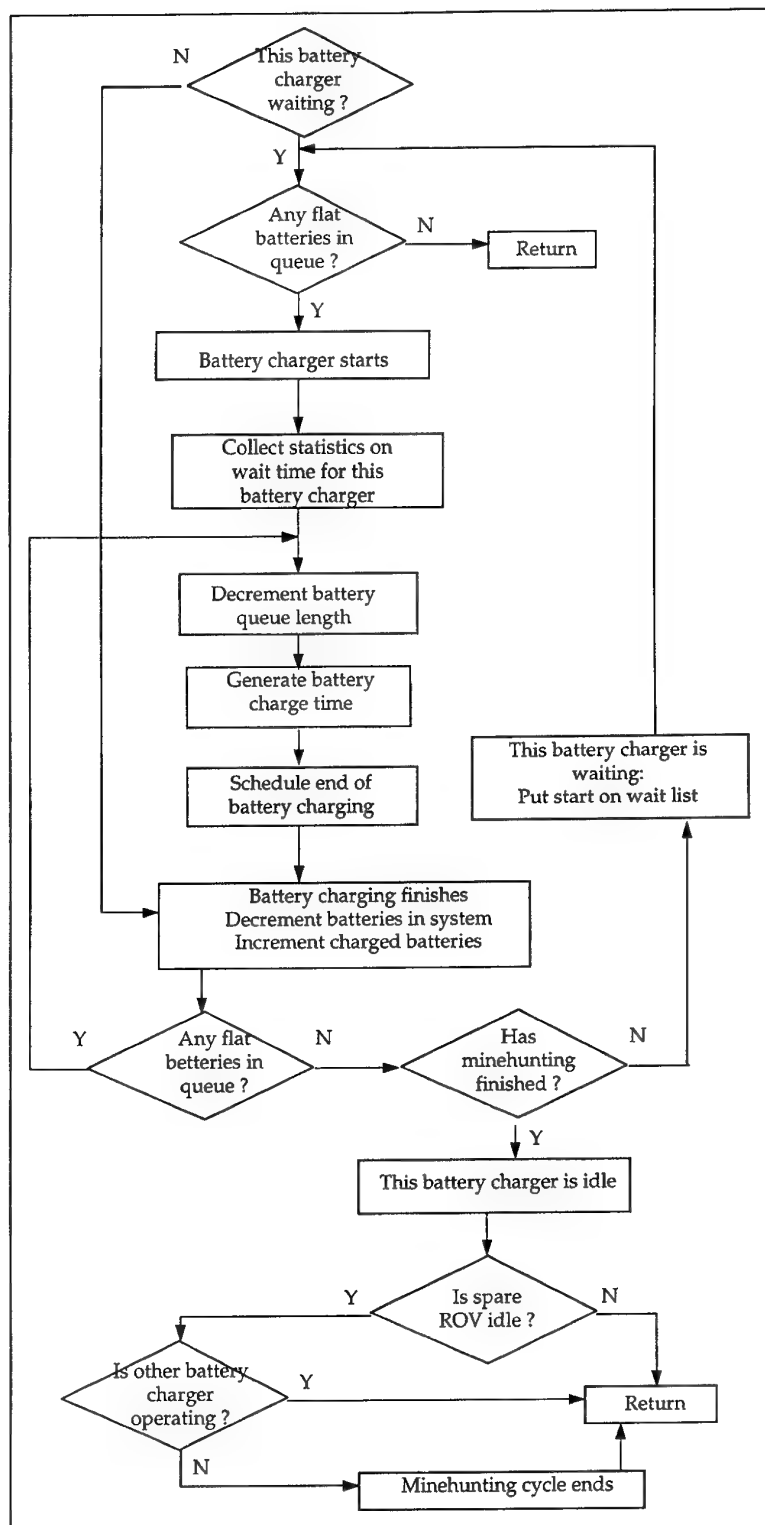 N
This battery
charger
waiting ?
Y
Any flat
batteries in
queue ?
N
Return
Y
Battery charger starts
Collect statistics on
wait time for this
battery charger
Decrement battery
queue length
Generate battery
charge time
Schedule end of
battery charging
This battery charger is
waiting:
Put start on wait list
Battery charging finishes
Decrement batteries in system
Increment charged batteries
Y
Any flat
betteries in
queue ?
N
Has
minehunting
finished ?
N
Y
This battery charger is idle
Y
Is spare
ROV idle ?
N
Is other battery
charger
operating ?
Y
Return
N
Minehunting cycle ends